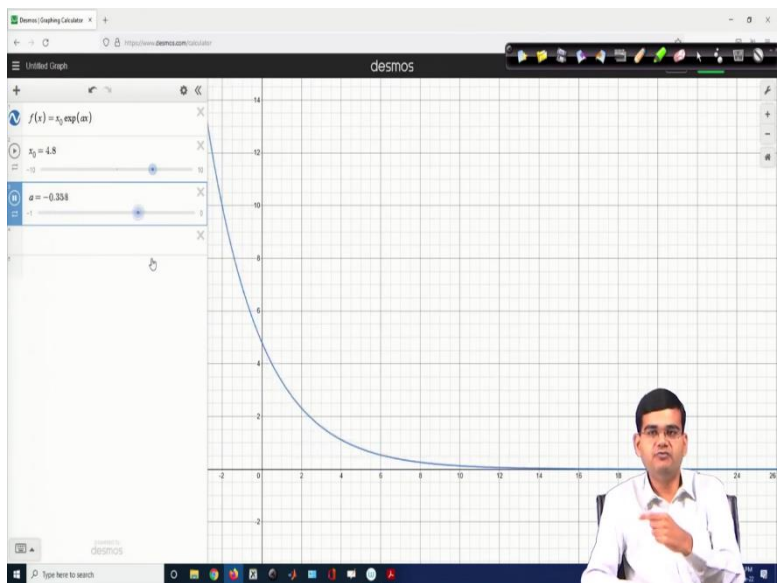 Desmos | Graphing Calculator
https://www.desmos.com/calculator
Untitled Graph
desmos
f(x) = x₀ exp(ax)
x₀ = 4.8
-10 10
a = -0.358
-1 0
powered by
desmos
14
12
10
8
6
4
2
-2
-2 0 2 4 6 8 10 12 14 16 18 24 26
Type here to search
PM